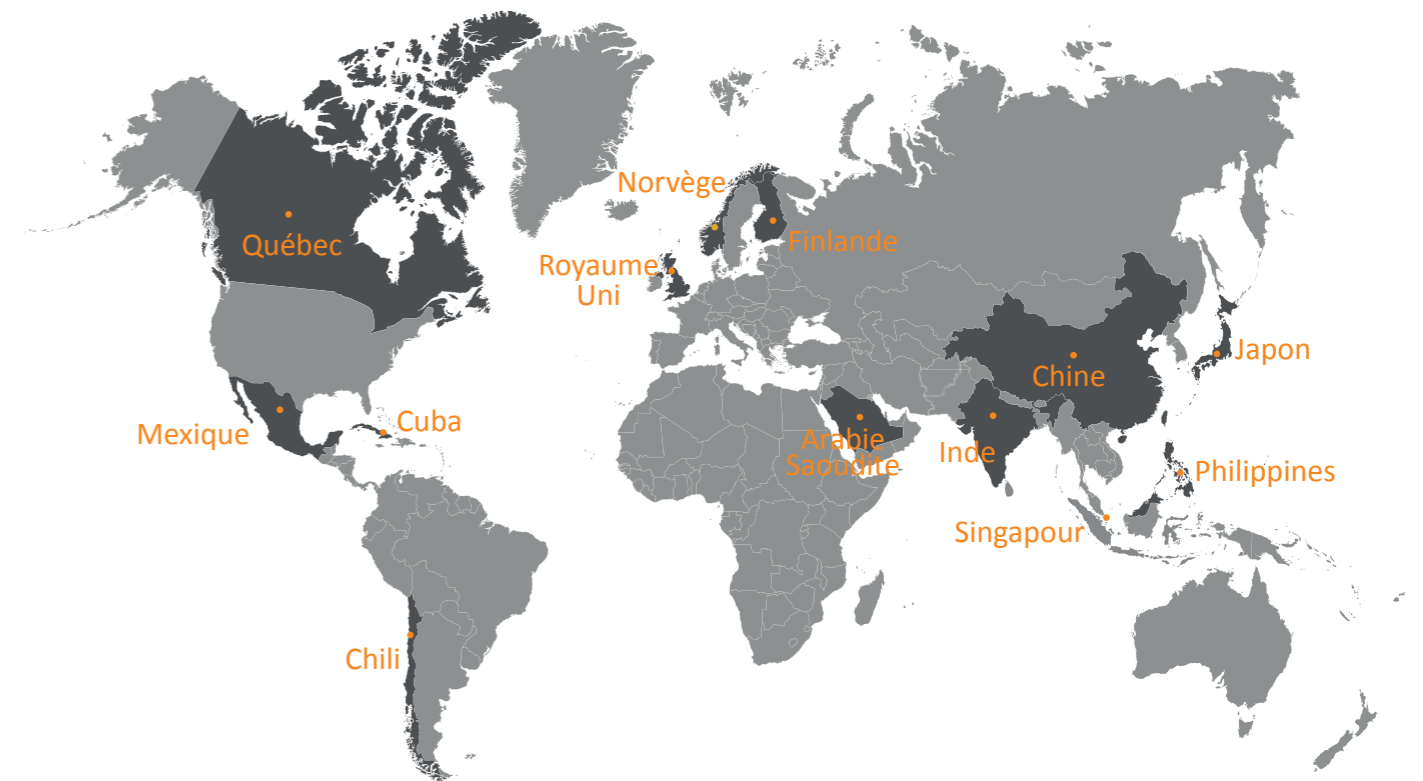 Norvège
Québec
Finlande
Royaume
Uni
Japon
Chine
Mexique
Cuba
Arabie
Saoudite
Inde
Philippines
Singapour
Chili